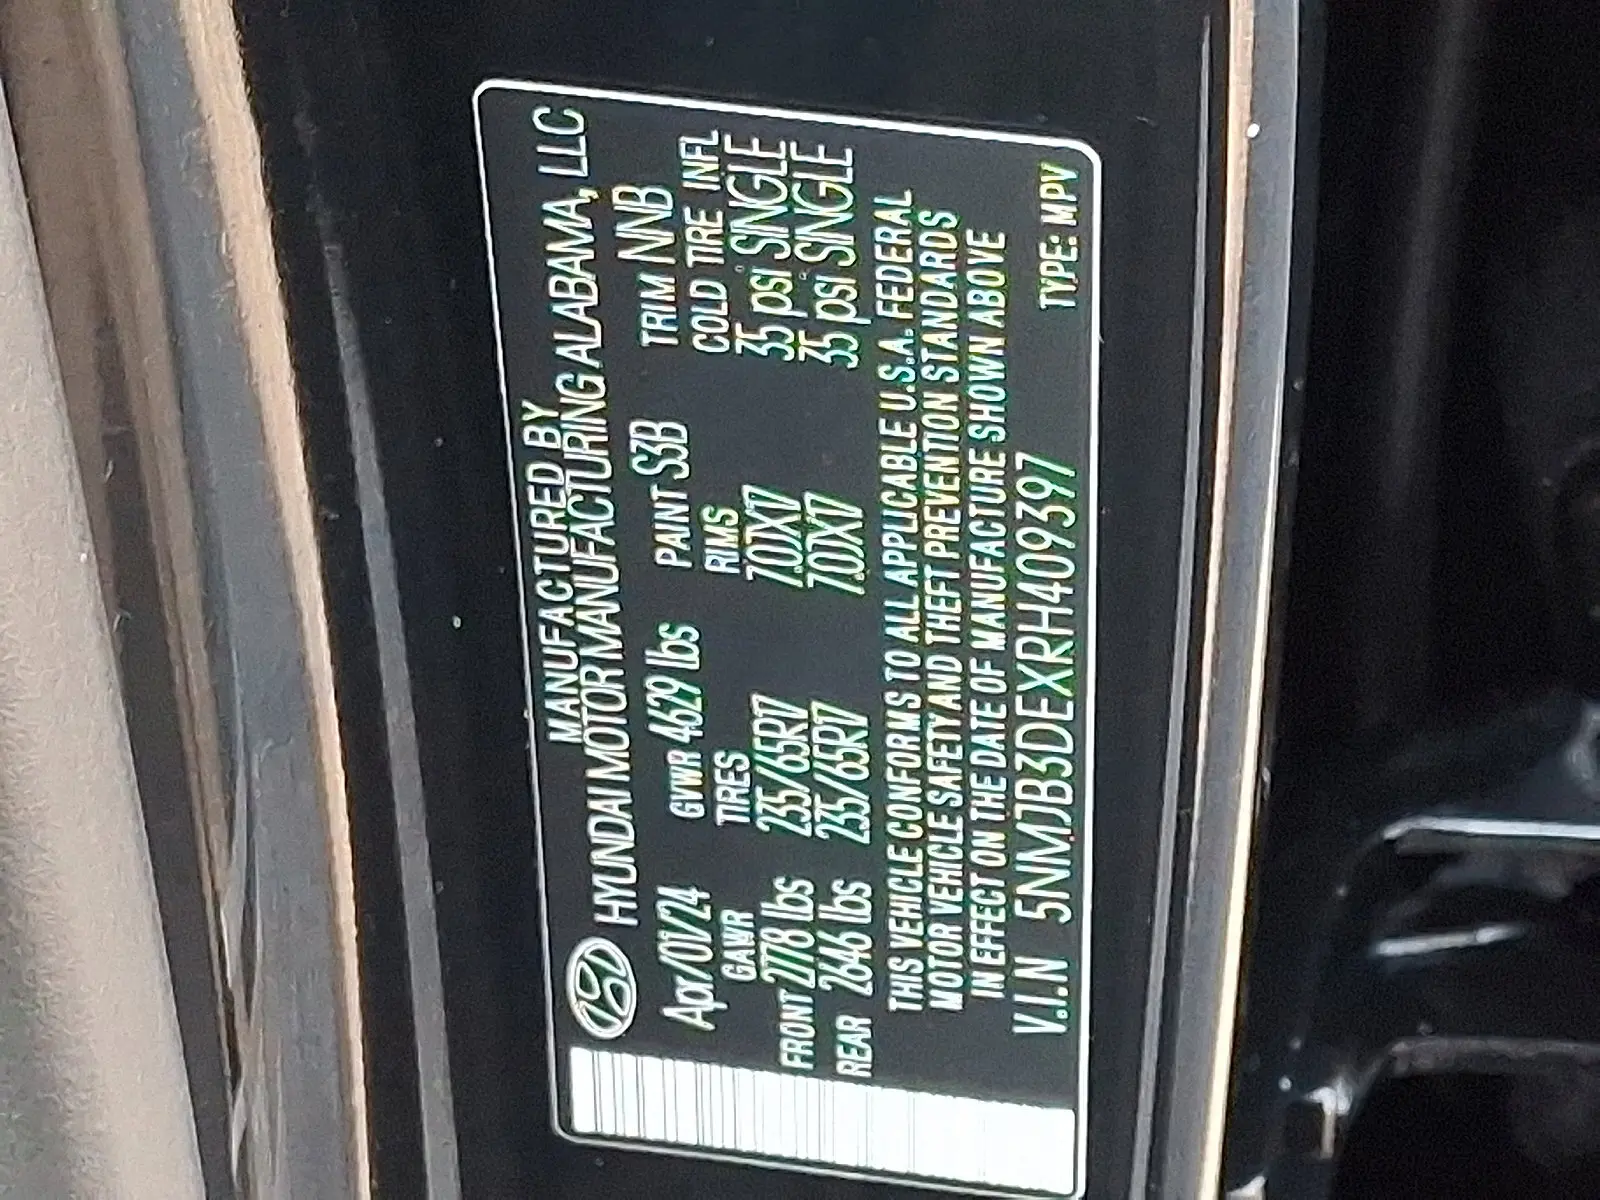 MANUFACTURED BY
HYUNDAI MOTOR MANUFACTURING ALABAMA, LLC
Apr/01/24 GVWR 4629 lbs PAINT S3B TRIM NNB
GAWR TIRES RIMS COLD TIRE INFL
FRONT 2778 lbs 235/65R17 7.0JX17 35 psi SINGLE
REAR 2646 lbs 235/65R17 7.0JX17 35 psi SINGLE
THIS VEHICLE CONFORMS TO ALL APPLICABLE U.S.A. FEDERAL
MOTOR VEHICLE SAFETY AND THEFT PREVENTION STANDARDS
IN EFFECT ON THE DATE OF MANUFACTURE SHOWN ABOVE
V.I.N 5NMJB3DEXRH409397 TYPE: MPV